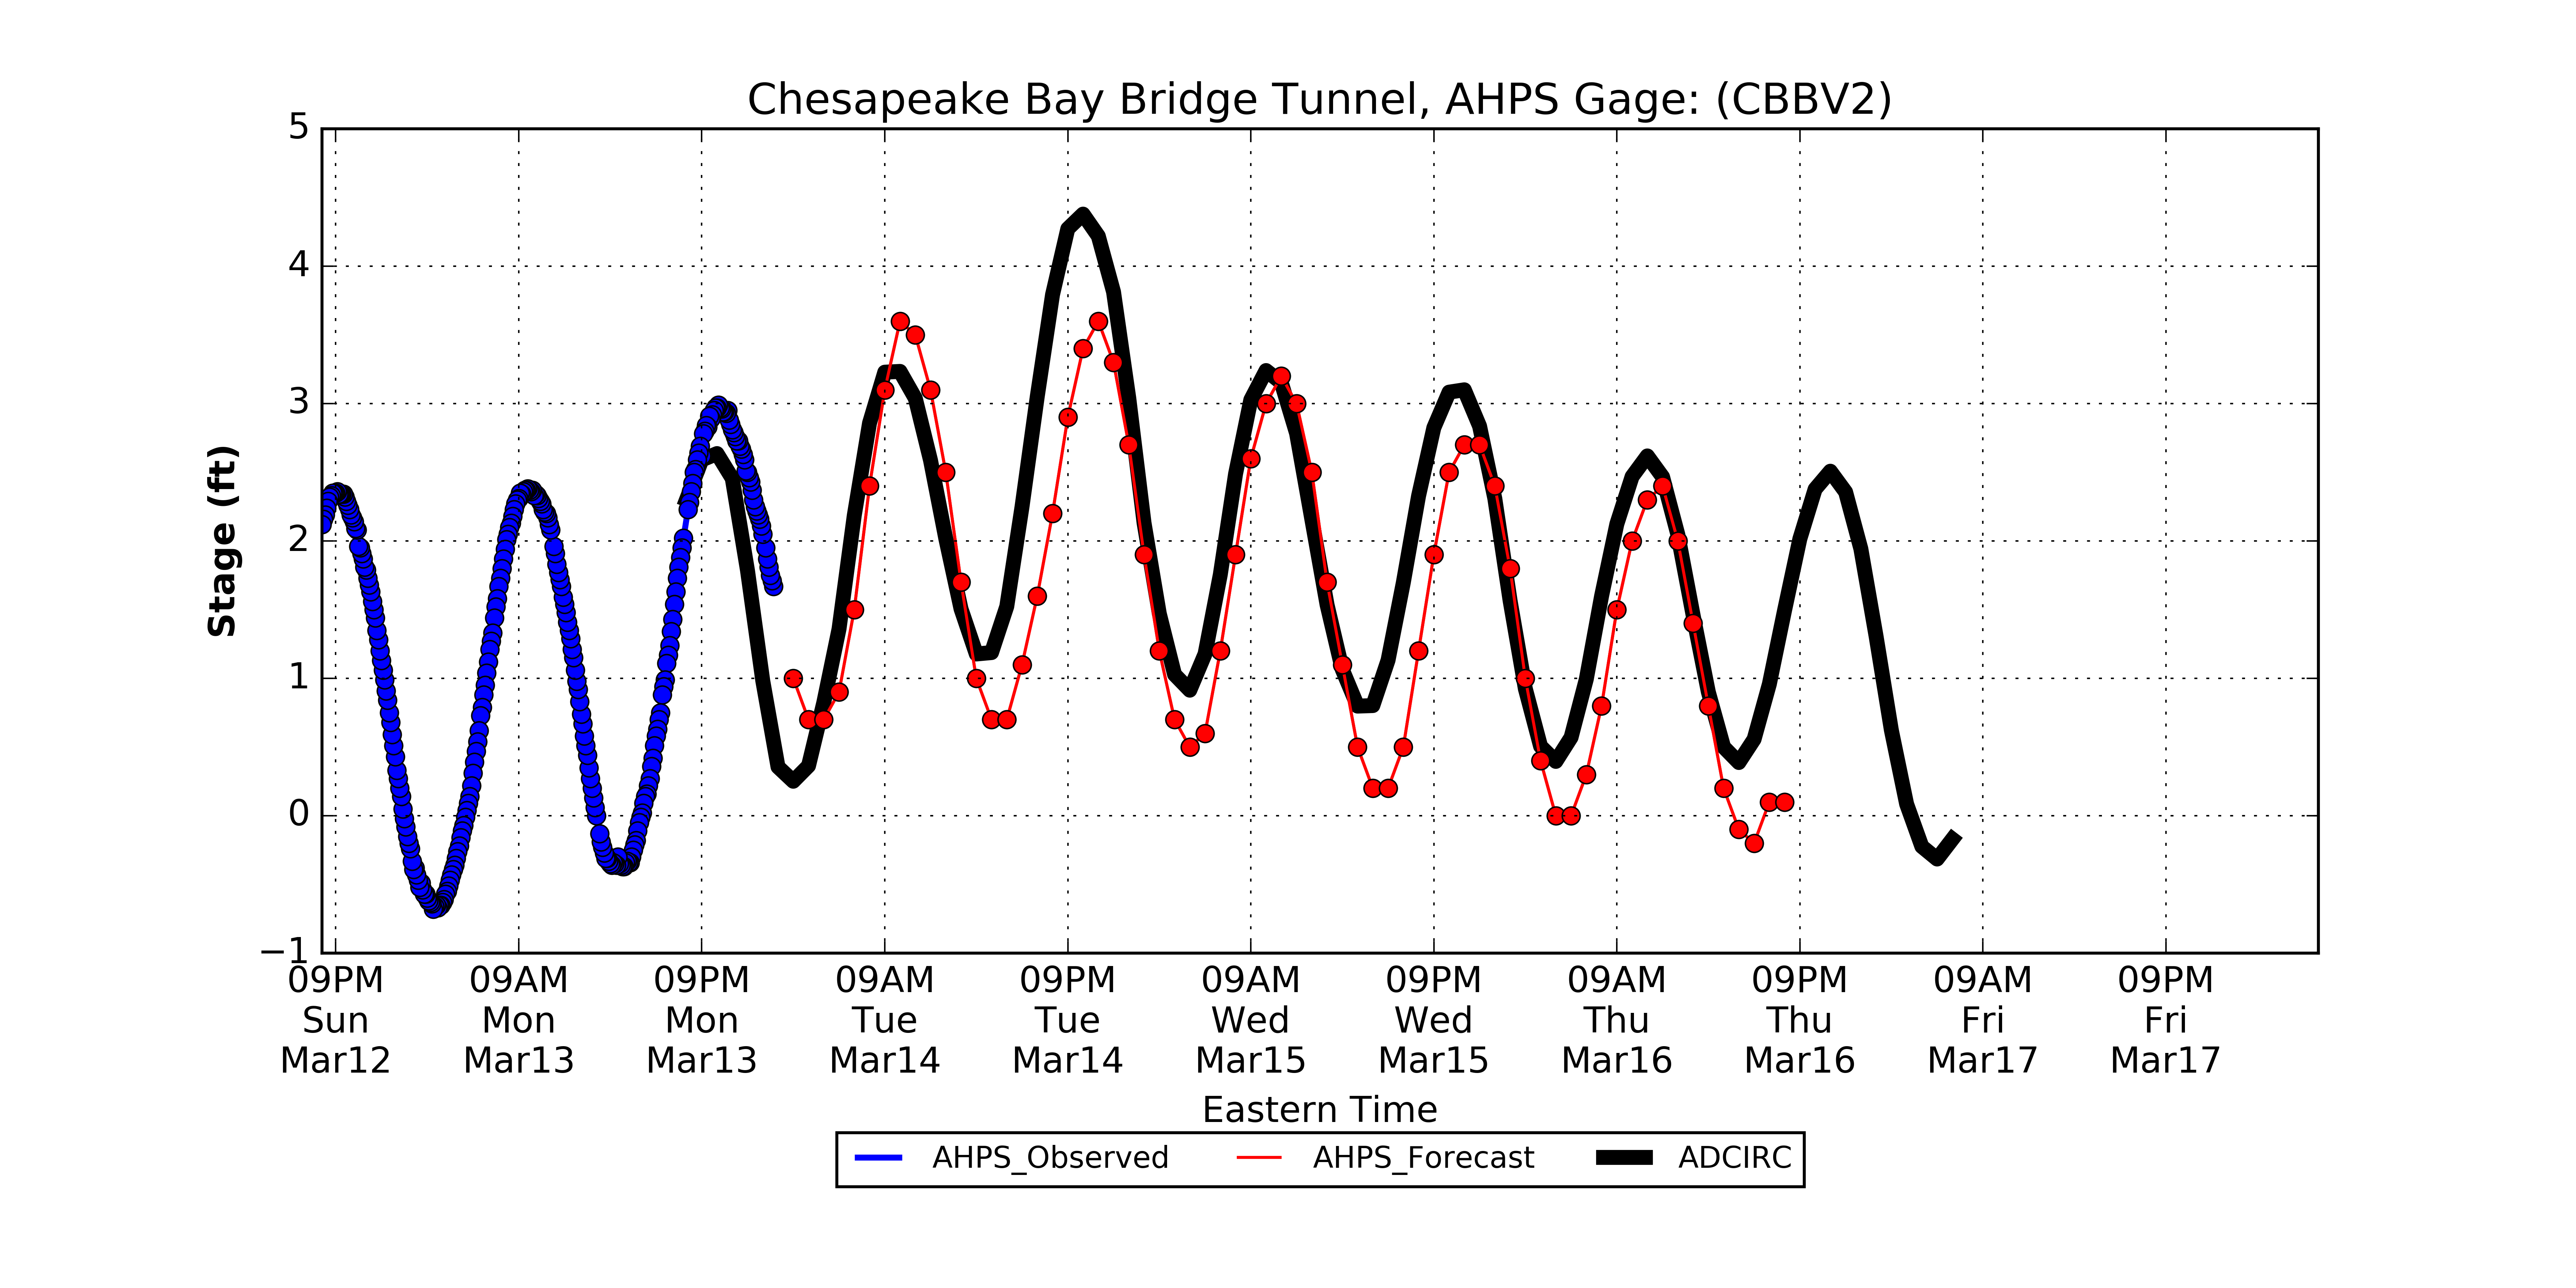 Chesapeake Bay Bridge Tunnel, AHPS Gage: (CBBV2)
5
4
3
2
1
0
−1
Stage (ft)
09PM 09AM 09PM 09AM 09PM 09AM 09PM 09AM 09PM 09AM 09PM
Sun Mon Mon Tue Tue Wed Wed Thu Thu Fri Fri
Mar12 Mar13 Mar13 Mar14 Mar14 Mar15 Mar15 Mar16 Mar16 Mar17 Mar17
Eastern Time
AHPS_Observed AHPS_Forecast ADCIRC